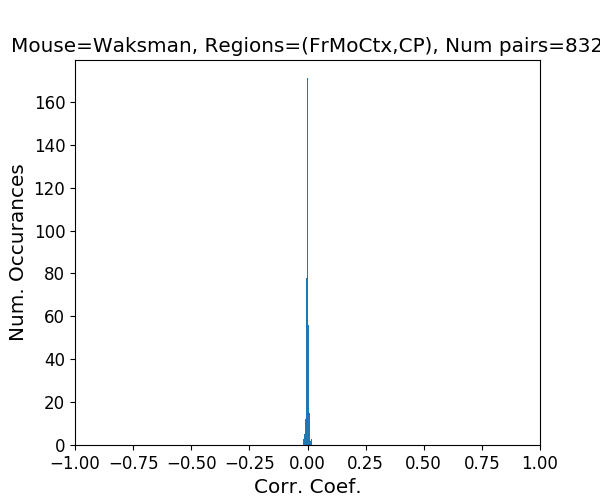 Mouse=Waksman, Regions=(FrMoCtx,CP), Num pairs=832
160
140
120
100
80
60
40
20
0
Num. Occurances
−1.00 −0.75 −0.50 −0.25 0.00 0.25 0.50 0.75 1.00
Corr. Coef.